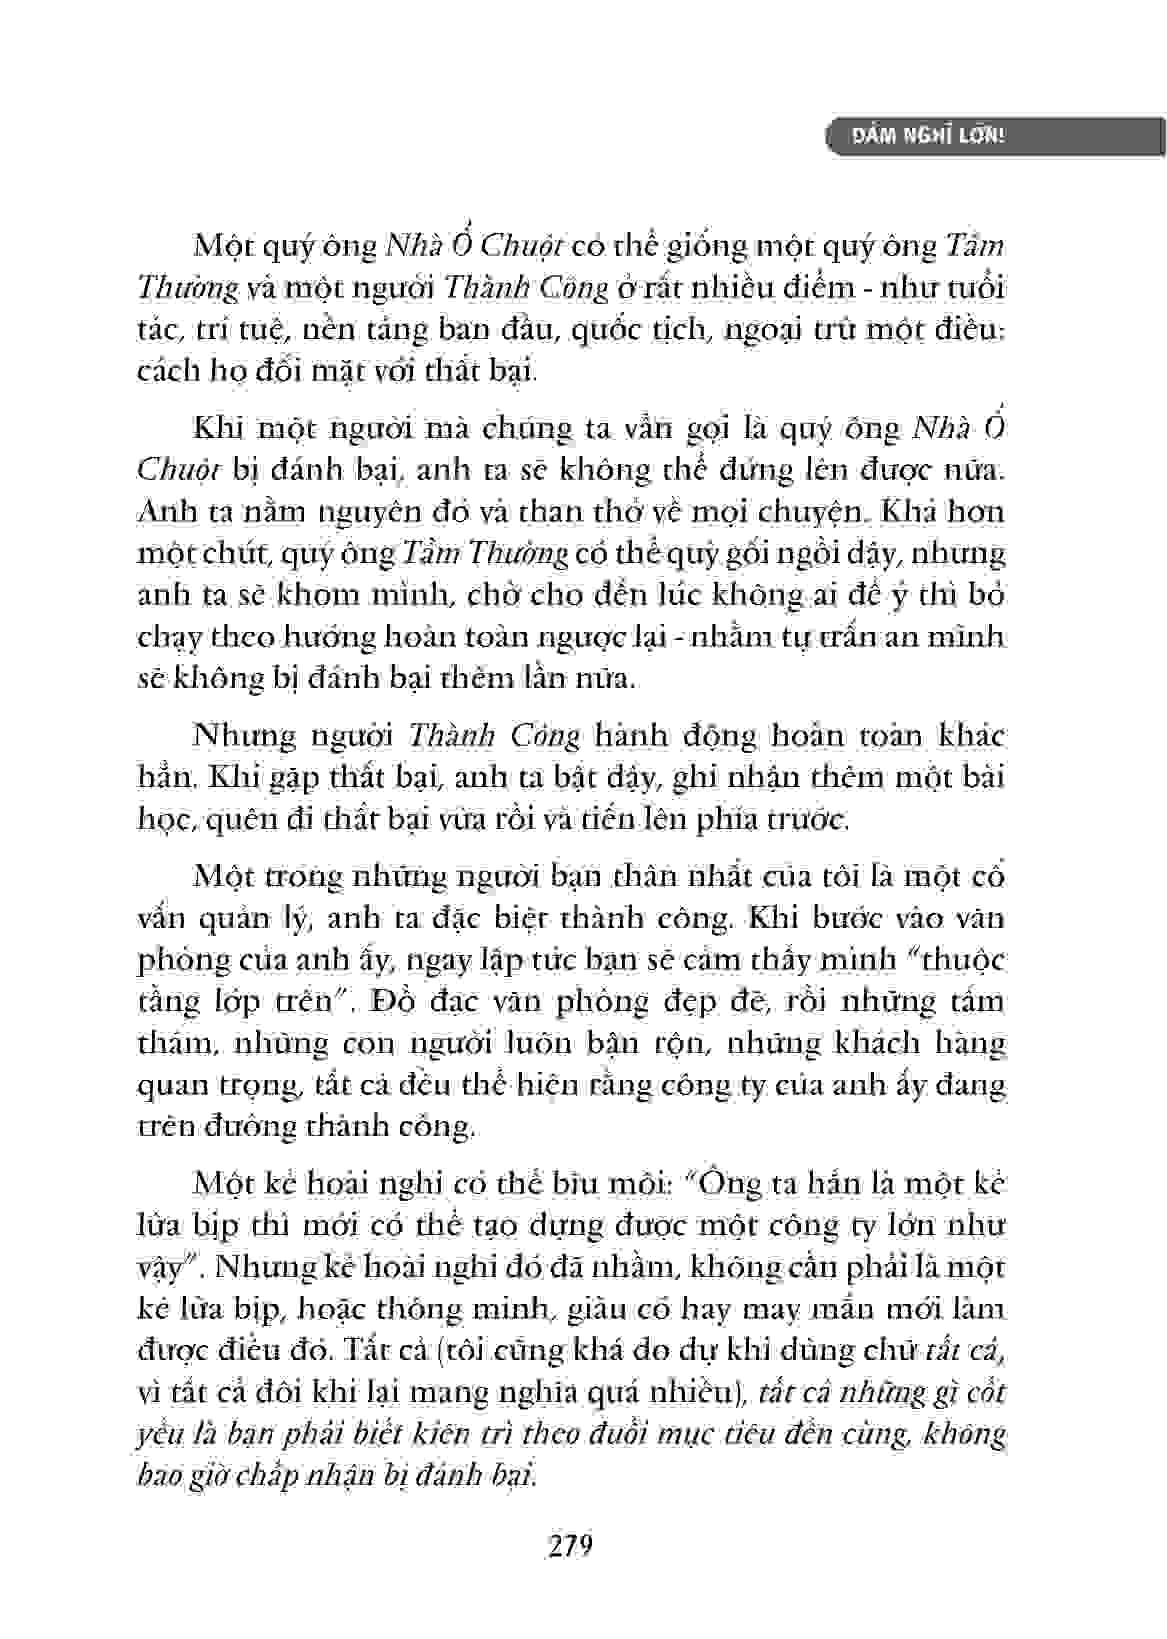 DÁM NGHĨ LỚN!
Một quý ông Nhà Ổ Chuột có thể giống một quý ông Tầm
Thường và một người Thành Công ở rất nhiều điểm - như tuổi
tác, trí tuệ, nền tảng ban đầu, quốc tịch, ngoại trừ một điều:
cách họ đối mặt với thất bại.
Khi một người mà chúng ta vẫn gọi là quý ông Nhà Ổ
Chuột bị đánh bại, anh ta sẽ không thể đứng lên được nữa.
Anh ta nằm nguyên đó và than thở về mọi chuyện. Khá hơn
một chút, quý ông Tầm Thường có thể quỳ gối ngồi dậy, nhưng
anh ta sẽ khom mình, chờ cho đến lúc không ai để ý thì bỏ
chạy theo hướng hoàn toàn ngược lại - nhằm tự trấn an mình
sẽ không bị đánh bại thêm lần nữa.
Nhưng người Thành Công hành động hoàn toàn khác
hẳn. Khi gặp thất bại, anh ta bật dậy, ghi nhận thêm một bài
học, quên đi thất bại vừa rồi và tiến lên phía trước.
Một trong những người bạn thân nhất của tôi là một cố
vấn quản lý, anh ta đặc biệt thành công. Khi bước vào văn
phòng của anh ấy, ngay lập tức bạn sẽ cảm thấy mình “thuộc
tầng lớp trên”. Đồ đạc văn phòng đẹp đẽ, rồi những tấm
thảm, những con người luôn bận rộn, những khách hàng
quan trọng, tất cả đều thể hiện rằng công ty của anh ấy đang
trên đường thành công.
Một kẻ hoài nghi có thể bĩu môi: “Ông ta hẳn là một kẻ
lừa bịp thì mới có thể tạo dựng được một công ty lớn như
vậy”. Nhưng kẻ hoài nghi đó đã nhầm, không cần phải là một
kẻ lừa bịp, hoặc thông minh, giàu có hay may mắn mới làm
được điều đó. Tất cả (tôi cũng khá do dự khi dùng chữ tất cả,
vì tất cả đôi khi lại mang nghĩa quá nhiều), tất cả những gì cốt
yếu là bạn phải biết kiên trì theo đuổi mục tiêu đến cùng, không
bao giờ chấp nhận bị đánh bại.
279